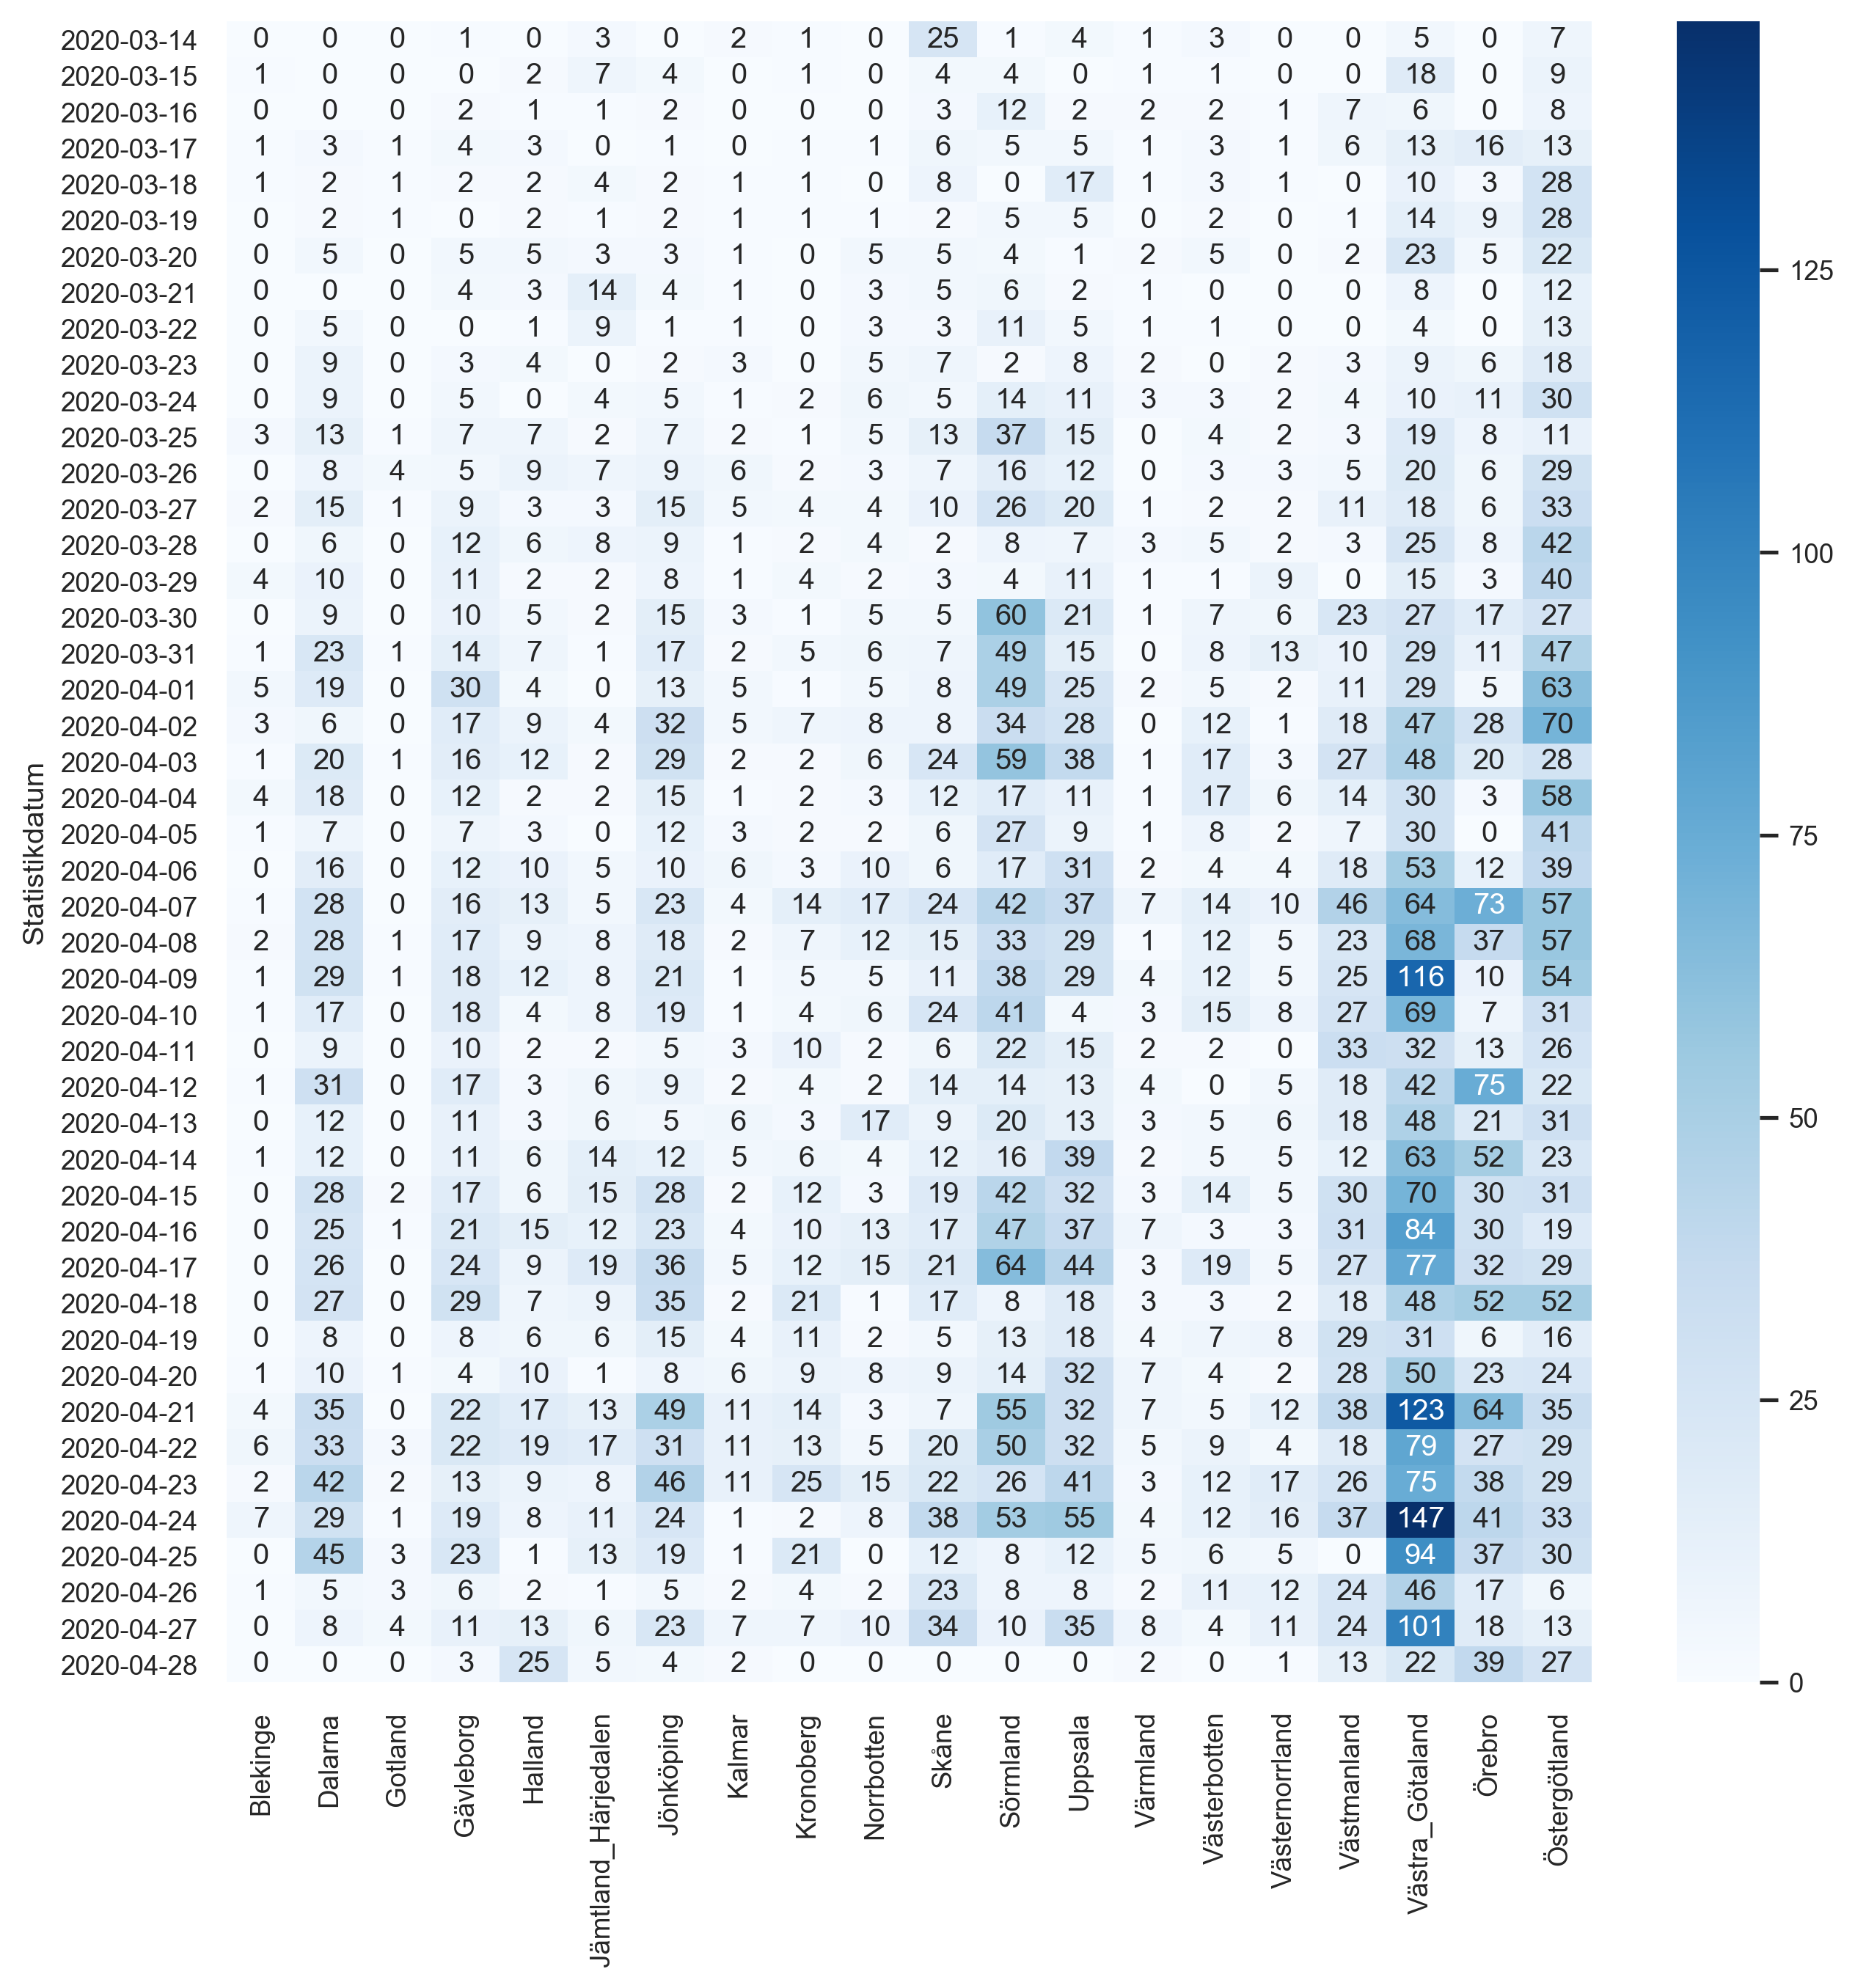 2020-03-14 0 0 0 1 0 3 0 2 1 0 25 1 4 1 3 0 0 5 0 7
2020-03-15 1 0 0 0 2 7 4 0 1 0 4 4 0 1 1 0 0 18 0 9
2020-03-16 0 0 0 2 1 1 2 0 0 0 3 12 2 2 2 1 7 6 0 8
2020-03-17 1 3 1 4 3 0 1 0 1 1 6 5 5 1 3 1 6 13 16 13
2020-03-18 1 2 1 2 2 4 2 1 1 0 8 0 17 1 3 1 0 10 3 28
2020-03-19 0 2 1 0 2 1 2 1 1 1 2 5 5 0 2 0 1 14 9 28
2020-03-20 0 5 0 5 5 3 3 1 0 5 5 4 1 2 5 0 2 23 5 22
125
2020-03-21 0 0 0 4 3 14 4 1 0 3 5 6 2 1 0 0 0 8 0 12
2020-03-22 0 5 0 0 1 9 1 1 0 3 3 11 5 1 1 0 0 4 0 13
2020-03-23 0 9 0 3 4 0 2 3 0 5 7 2 8 2 0 2 3 9 6 18
2020-03-24 0 9 0 5 0 4 5 1 2 6 5 14 11 3 3 2 4 10 11 30
2020-03-25 3 13 1 7 7 2 7 2 1 5 13 37 15 0 4 2 3 19 8 11
2020-03-26 0 8 4 5 9 7 9 6 2 3 7 16 12 0 3 3 5 20 6 29
2020-03-27 2 15 1 9 3 3 15 5 4 4 10 26 20 1 2 2 11 18 6 33
2020-03-28 0 6 0 12 6 8 9 1 2 4 2 8 7 3 5 2 3 25 8 42
100
2020-03-29 4 10 0 11 2 2 8 1 4 2 3 4 11 1 1 9 0 15 3 40
2020-03-30 0 9 0 10 5 2 15 3 1 5 5 60 21 1 7 6 23 27 17 27
2020-03-31 1 23 1 14 7 1 17 2 5 6 7 49 15 0 8 13 10 29 11 47
2020-04-01 5 19 0 30 4 0 13 5 1 5 8 49 25 2 5 2 11 29 5 63
2020-04-02 3 6 0 17 9 4 32 5 7 8 8 34 28 0 12 1 18 47 28 70
2020-04-03 1 20 1 16 12 2 29 2 2 6 24 59 38 1 17 3 27 48 20 28
2020-04-04 4 18 0 12 2 2 15 1 2 3 12 17 11 1 17 6 14 30 3 58
2020-04-05 1 7 0 7 3 0 12 3 2 2 6 27 9 1 8 2 7 30 0 41
75
Statistikdatum
2020-04-06 0 16 0 12 10 5 10 6 3 10 6 17 31 2 4 4 18 53 12 39
2020-04-07 1 28 0 16 13 5 23 4 14 17 24 42 37 7 14 10 46 64 73 57
2020-04-08 2 28 1 17 9 8 18 2 7 12 15 33 29 1 12 5 23 68 37 57
2020-04-09 1 29 1 18 12 8 21 1 5 5 11 38 29 4 12 5 25 116 10 54
2020-04-10 1 17 0 18 4 8 19 1 4 6 24 41 4 3 15 8 27 69 7 31
2020-04-11 0 9 0 10 2 2 5 3 10 2 6 22 15 2 2 0 33 32 13 26
2020-04-12 1 31 0 17 3 6 9 2 4 2 14 14 13 4 0 5 18 42 75 22
2020-04-13 0 12 0 11 3 6 5 6 3 17 9 20 13 3 5 6 18 48 21 31
50
2020-04-14 1 12 0 11 6 14 12 5 6 4 12 16 39 2 5 5 12 63 52 23
2020-04-15 0 28 2 17 6 15 28 2 12 3 19 42 32 3 14 5 30 70 30 31
2020-04-16 0 25 1 21 15 12 23 4 10 13 17 47 37 7 3 3 31 84 30 19
2020-04-17 0 26 0 24 9 19 36 5 12 15 21 64 44 3 19 5 27 77 32 29
2020-04-18 0 27 0 29 7 9 35 2 21 1 17 8 18 3 3 2 18 48 52 52
2020-04-19 0 8 0 8 6 6 15 4 11 2 5 13 18 4 7 8 29 31 6 16
2020-04-20 1 10 1 4 10 1 8 6 9 8 9 14 32 7 4 2 28 50 23 24
25
2020-04-21 4 35 0 22 17 13 49 11 14 3 7 55 32 7 5 12 38 123 64 35
2020-04-22 6 33 3 22 19 17 31 11 13 5 20 50 32 5 9 4 18 79 27 29
2020-04-23 2 42 2 13 9 8 46 11 25 15 22 26 41 3 12 17 26 75 38 29
2020-04-24 7 29 1 19 8 11 24 1 2 8 38 53 55 4 12 16 37 147 41 33
2020-04-25 0 45 3 23 1 13 19 1 21 0 12 8 12 5 6 5 0 94 37 30
2020-04-26 1 5 3 6 2 1 5 2 4 2 23 8 8 2 11 12 24 46 17 6
2020-04-27 0 8 4 11 13 6 23 7 7 10 34 10 35 8 4 11 24 101 18 13
2020-04-28 0 0 0 3 25 5 4 2 0 0 0 0 0 2 0 1 13 22 39 27
0
Blekinge
Dalarna
Gotland
Gävleborg
Halland
Jämtland_Härjedalen
Jönköping
Kalmar
Kronoberg
Norrbotten
Skåne
Sörmland
Uppsala
Värmland
Västerbotten
Västernorrland
Västmanland
Västra_Götaland
Örebro
Östergötland